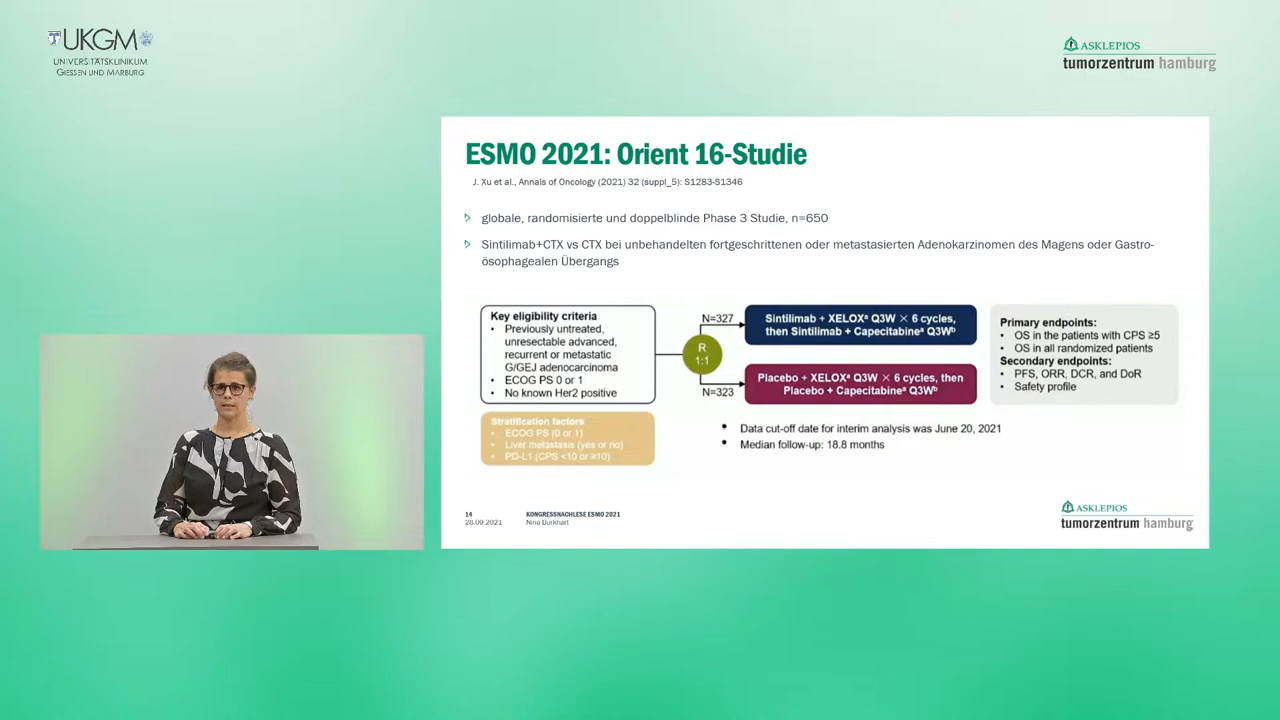 UKGM
UNIVERSITÄTSKLINIKUM
GIESSEN UND MARBURG
ASKLEPIOS
tumorzentrum hamburg
ESMO 2021: Orient 16-Studie
J. Xu et al., Annals of Oncology (2021) 32 (suppl_5): S1283-S1346
globale, randomisierte und doppelblinde Phase 3 Studie, n=650
Sintilimab+CTX vs CTX bei unbehandelten fortgeschrittenen oder metastasierten Adenokarzinomen des Magens oder Gastro-
ösophagealen Übergangs
Key eligibility criteria
• Previously untreated,
unresectable advanced,
recurrent or metastatic
G/GEJ adenocarcinoma
• ECOG PS 0 or 1
• No known Her2 positive
Stratification factors
• ECOG PS (0 or 1)
• Liver metastasis (yes or no)
• PD-L1 (CPS <10 or ≥10)
R
1:1
N=327
N=323
Sintilimab + XELOXᵃ Q3W × 6 cycles,
then Sintilimab + Capecitabineᵃ Q3Wᵇ
Placebo + XELOXᵃ Q3W × 6 cycles, then
Placebo + Capecitabineᵃ Q3Wᵇ
Primary endpoints:
• OS in the patients with CPS ≥5
• OS in all randomized patients
Secondary endpoints:
• PFS, ORR, DCR, and DoR
• Safety profile
• Data cut-off date for interim analysis was June 20, 2021
• Median follow-up: 18.8 months
14
28.09.2021
KONGRESSNACHLESE ESMO 2021
Nina Burkhart
ASKLEPIOS
tumorzentrum hamburg